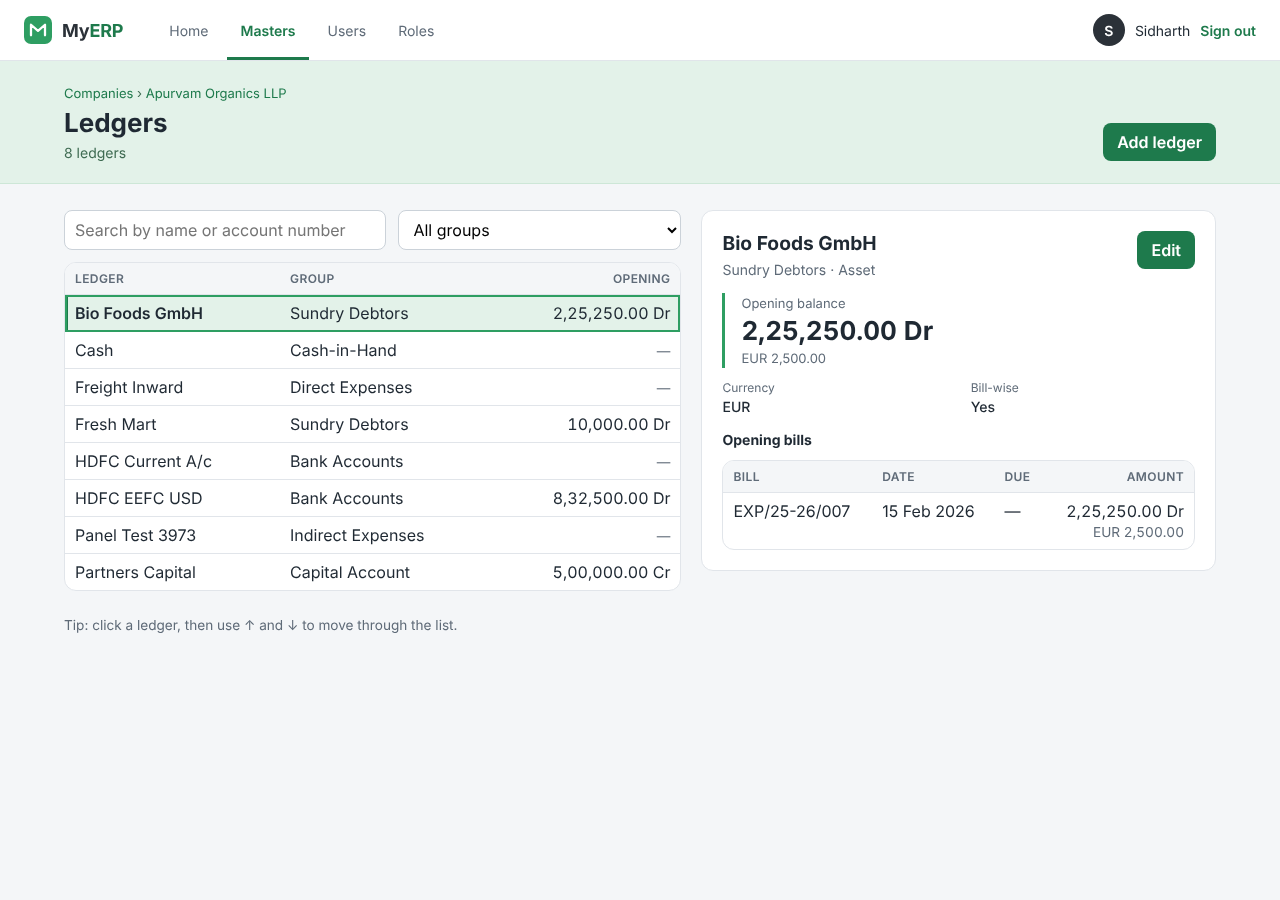 MyERP Home Masters Users Roles S Sidharth Sign out
Companies › Apurvam Organics LLP
Ledgers
8 ledgers
Add ledger
Search by name or account number
All groups
LEDGER GROUP OPENING
Bio Foods GmbH Sundry Debtors 2,25,250.00 Dr
Cash Cash-in-Hand —
Freight Inward Direct Expenses —
Fresh Mart Sundry Debtors 10,000.00 Dr
HDFC Current A/c Bank Accounts —
HDFC EEFC USD Bank Accounts 8,32,500.00 Dr
Panel Test 3973 Indirect Expenses —
Partners Capital Capital Account 5,00,000.00 Cr
Tip: click a ledger, then use ↑ and ↓ to move through the list.
Bio Foods GmbH
Edit
Sundry Debtors · Asset
Opening balance
2,25,250.00 Dr
EUR 2,500.00
Currency Bill-wise
EUR Yes
Opening bills
BILL DATE DUE AMOUNT
EXP/25-26/007 15 Feb 2026 — 2,25,250.00 Dr
EUR 2,500.00